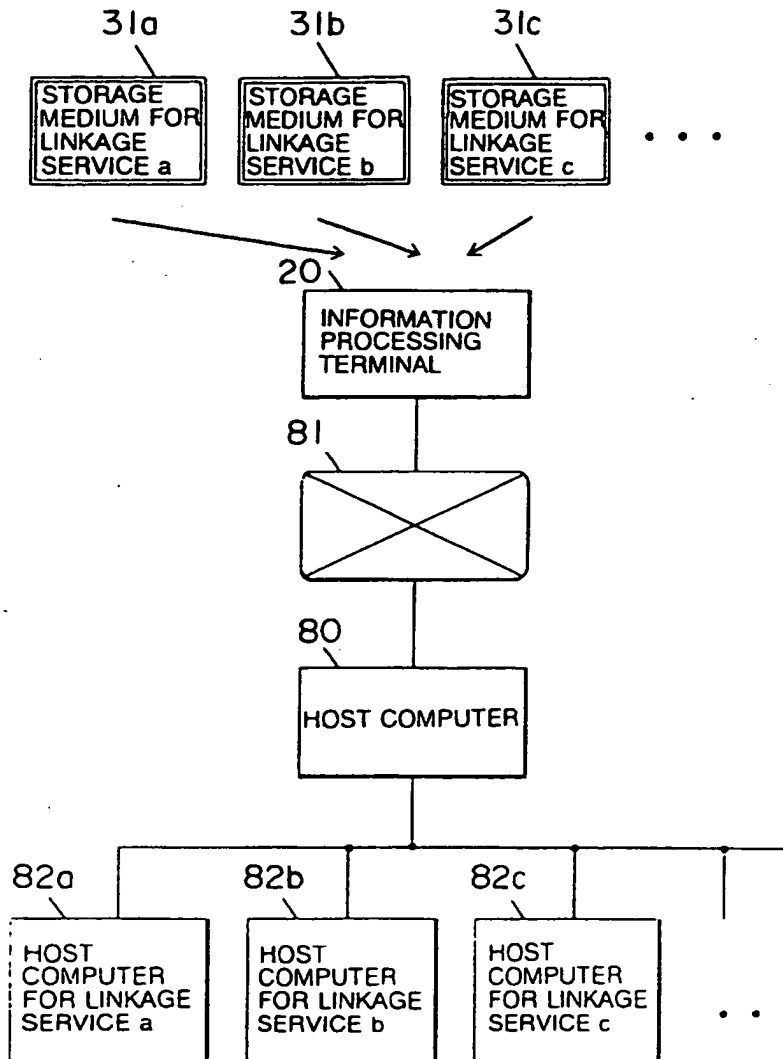 31a 31b 31c
STORAGE
MEDIUM FOR
LINKAGE
SERVICE a
STORAGE
MEDIUM FOR
LINKAGE
SERVICE b
STORAGE
MEDIUM FOR
LINKAGE
SERVICE c
20
INFORMATION
PROCESSING
TERMINAL
81
80
HOST COMPUTER
82a 82b 82c
HOST
COMPUTER
FOR LINKAGE
SERVICE a
HOST
COMPUTER
FOR LINKAGE
SERVICE b
HOST
COMPUTER
FOR LINKAGE
SERVICE c